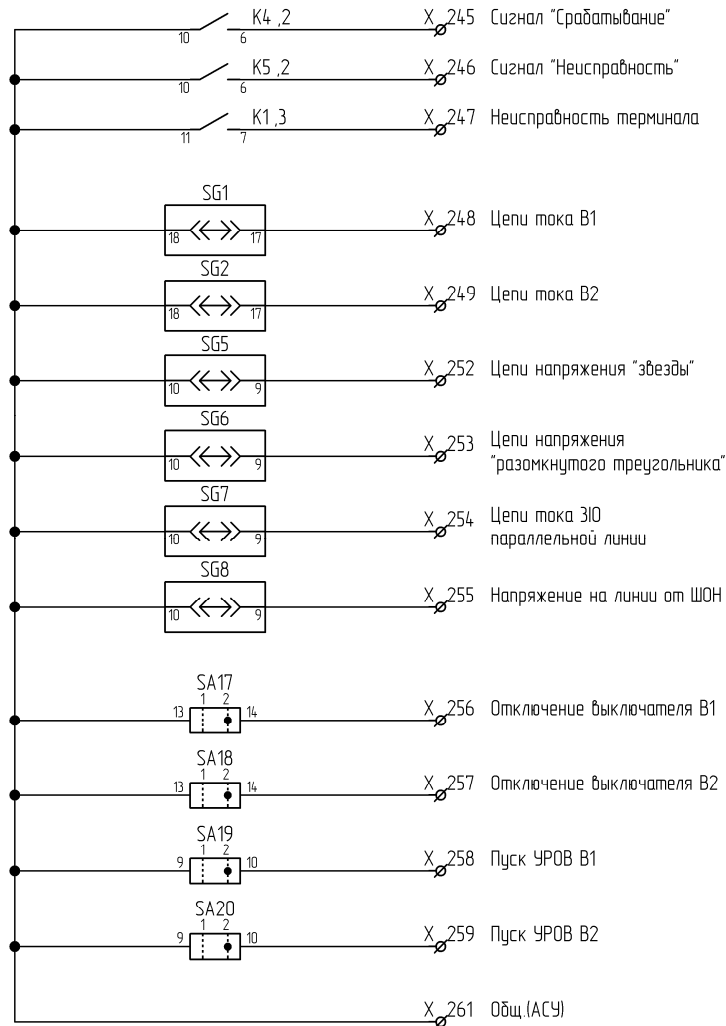 K4 ,2 X 245 Сигнал "Срабатывание"
10 6
K5 ,2 X 246 Сигнал "Неисправность"
10 6
K1 ,3 X 247 Неисправность терминала
11 7
SG1
X 248 Цепи тока В1
18 17
SG2
X 249 Цепи тока В2
18 17
SG5
X 252 Цепи напряжения "звезды"
10 9
SG6
X 253 Цепи напряжения
"разомкнутого треугольника"
10 9
SG7
X 254 Цепи тока 3I0
параллельной линии
10 9
SG8
X 255 Напряжение на линии от ШОН
10 9
SA17
1 2
13 14 X 256 Отключение выключателя В1
SA18
1 2
13 14 X 257 Отключение выключателя В2
SA19
1 2
9 10 X 258 Пуск УРОВ В1
SA20
1 2
9 10 X 259 Пуск УРОВ В2
X 261 Общ.(АСУ)